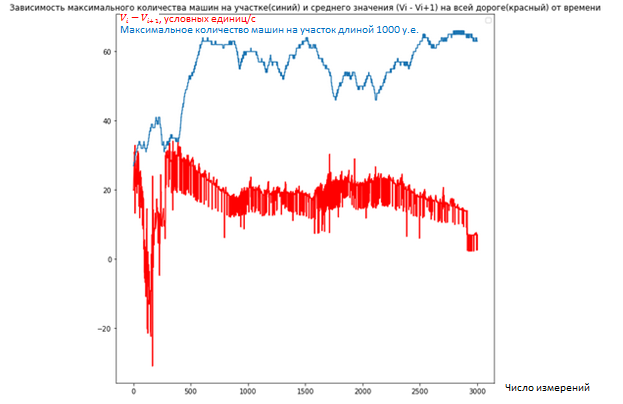 Зависимость максимального количества машин на участке(синий) и среднего значения (Vi - Vi+1) на всей дороге(красный) от времени
Vᵢ − Vᵢ₊₁, условных единиц/с
Максимальное количество машин на участок длиной 1000 у.е.
60
40
20
0
−20
0 500 1000 1500 2000 2500 3000
Число измерений